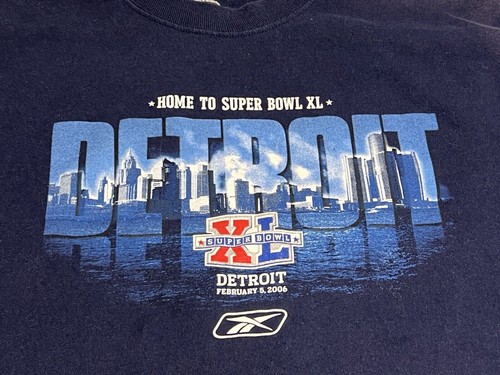 ★HOME TO SUPER BOWL XL★
DETROIT
XL
★SUPER BOWL★
DETROIT
FEBRUARY 5, 2006